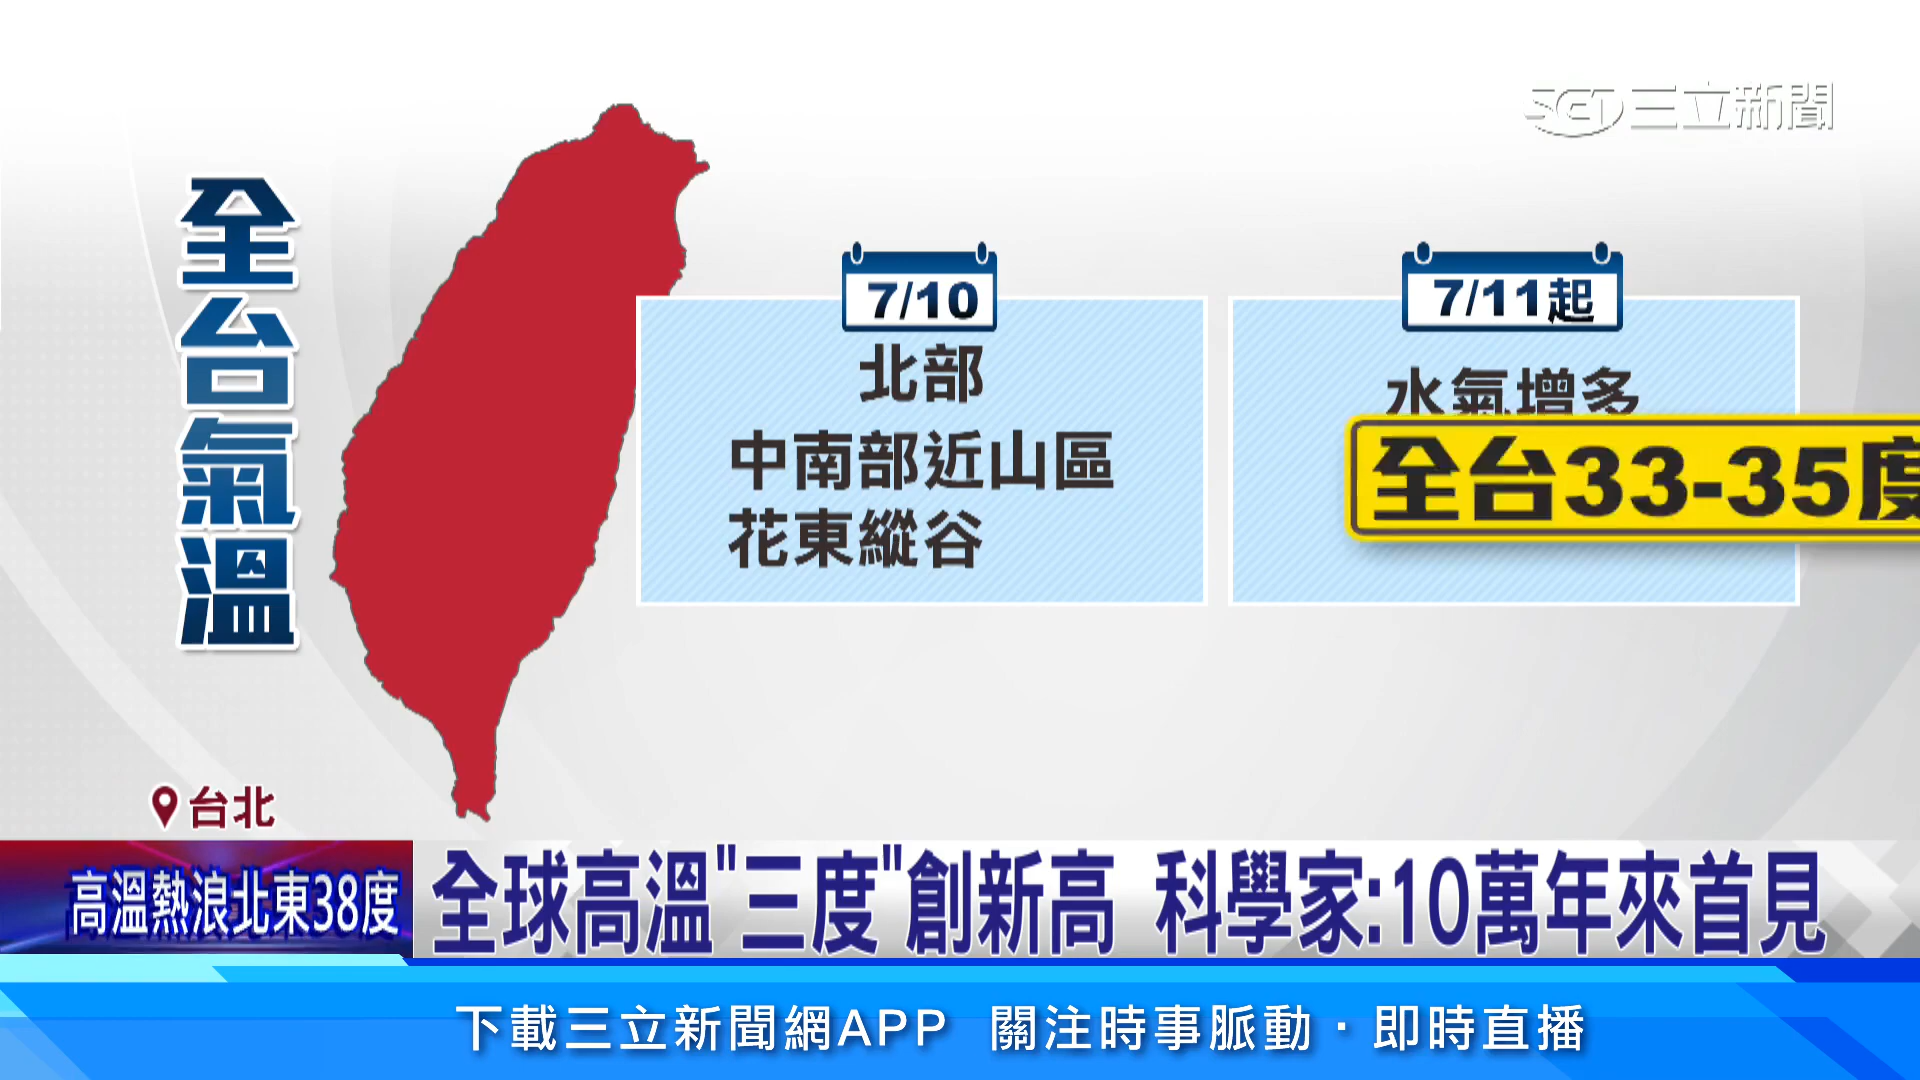 SET三立新聞
全台氣溫
7/10
北部
中南部近山區
花東縱谷
7/11起
水氣增多
全台33-35度
台北
高溫熱浪北東38度
全球高溫"三度"創新高 科學家:10萬年來首見
下載三立新聞網APP 關注時事脈動·即時直播